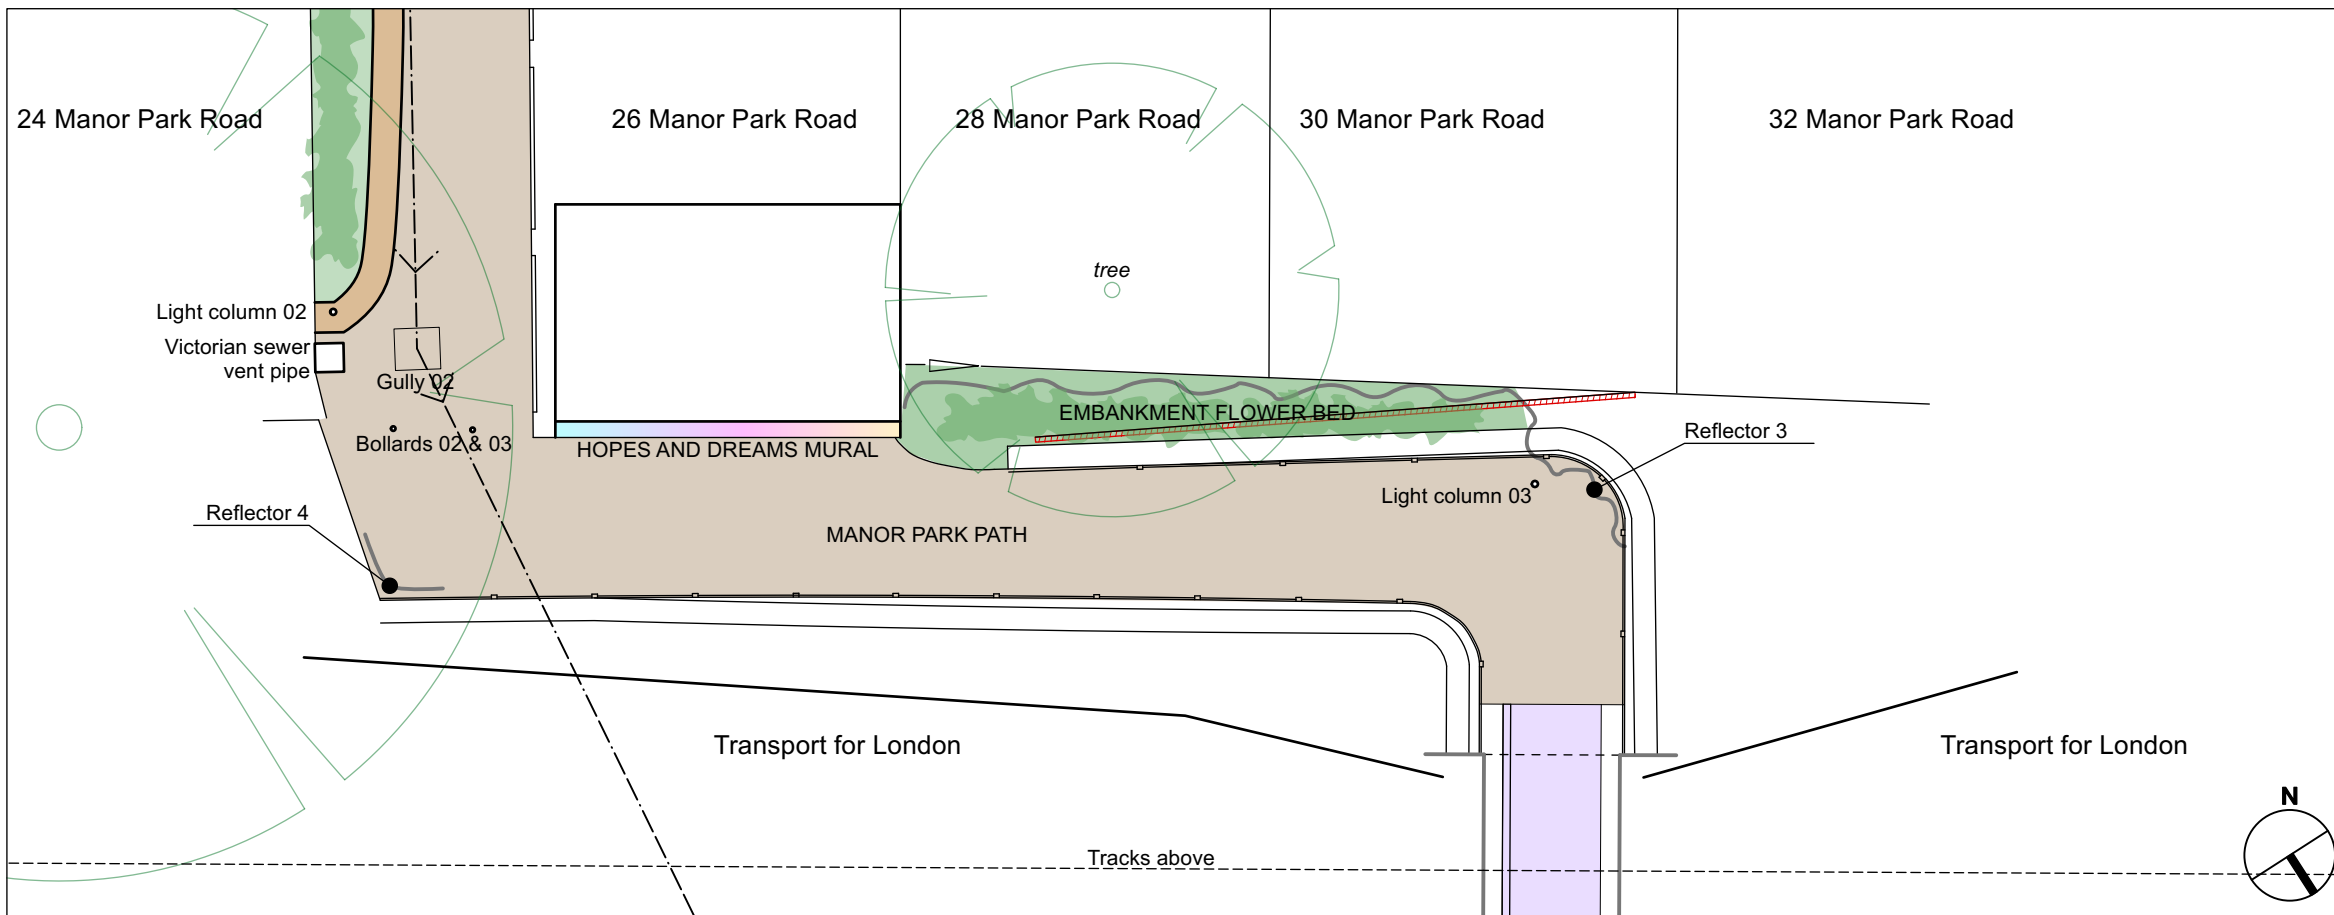 24 Manor Park Road
26 Manor Park Road
28 Manor Park Road
30 Manor Park Road
32 Manor Park Road
tree
Light column 02
Victorian sewer
vent pipe
Gully 02
Bollards 02 & 03
HOPES AND DREAMS MURAL
EMBANKMENT FLOWER BED
Reflector 3
Light column 03
Reflector 4
MANOR PARK PATH
Transport for London
Transport for London
N
Tracks above